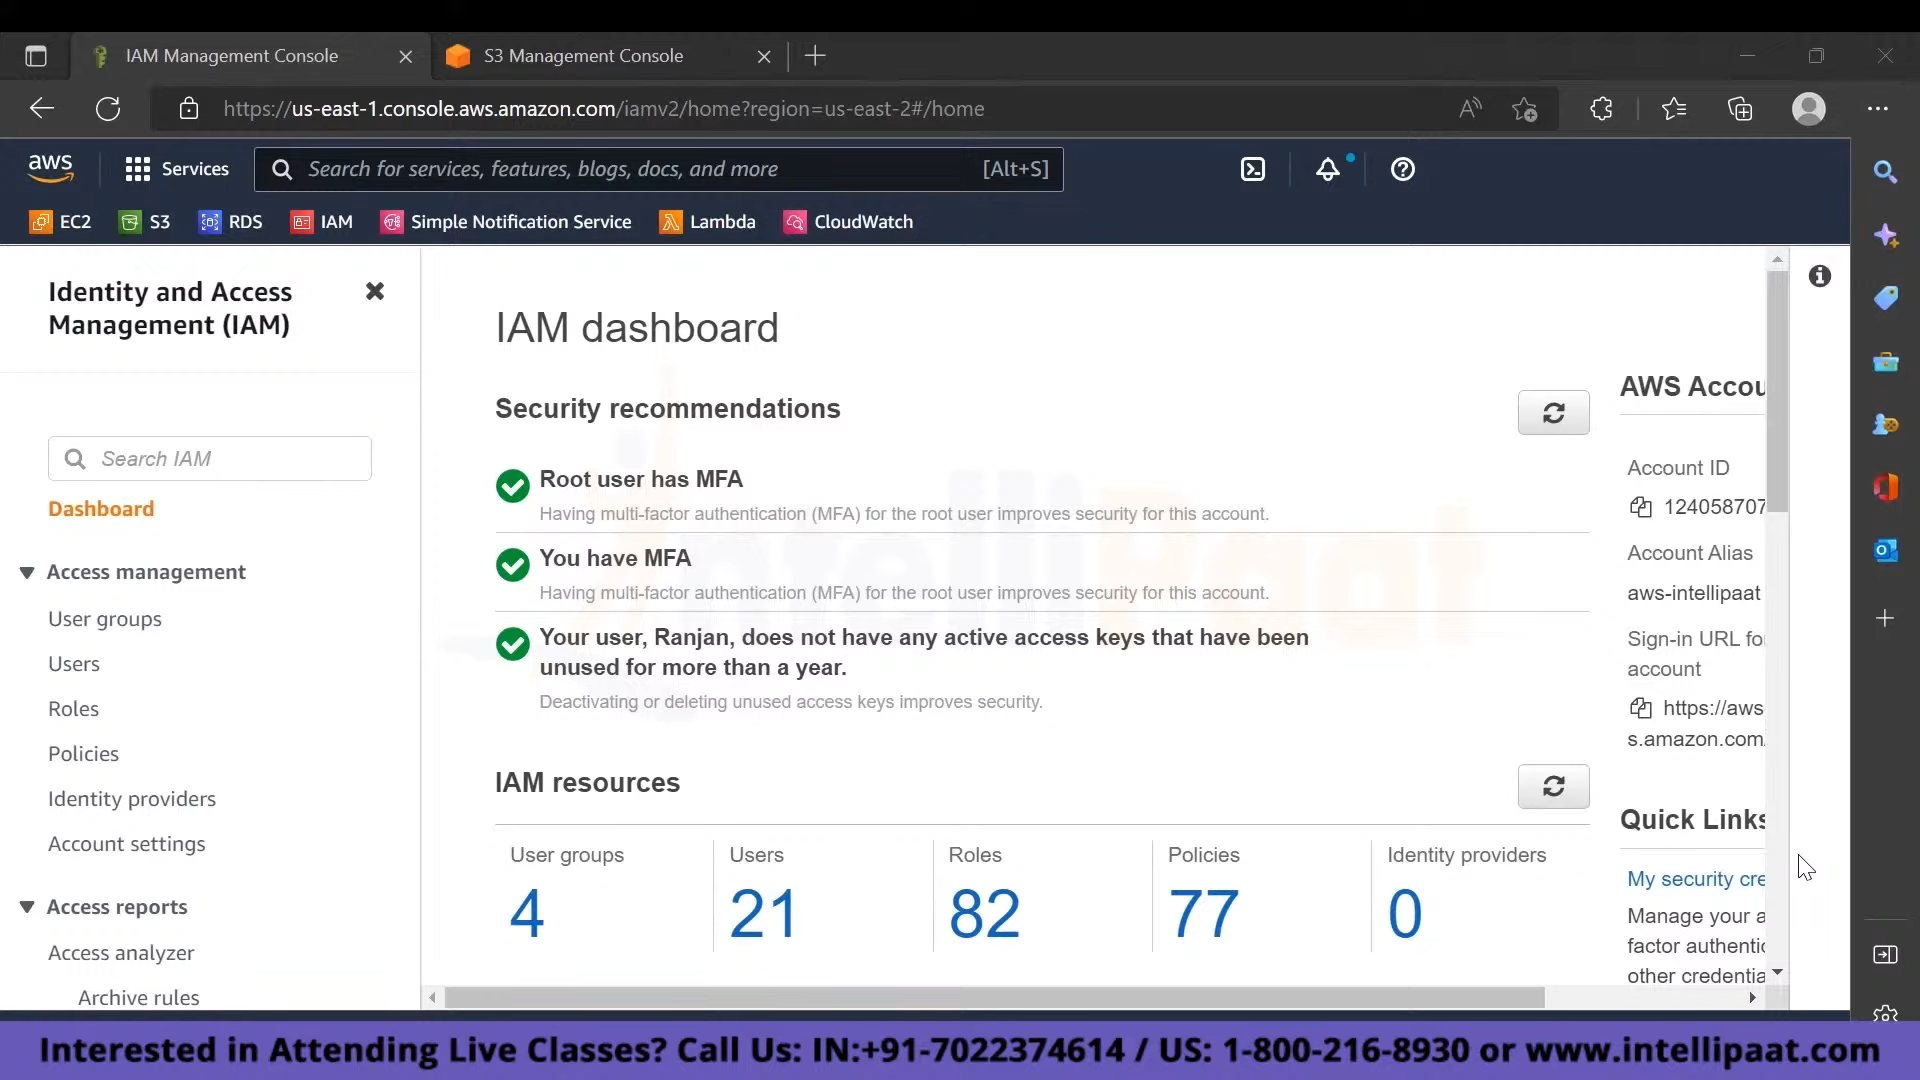 IAM Management Console
S3 Management Console
https://us-east-1.console.aws.amazon.com/iamv2/home?region=us-east-2#/home
aws
Services
Search for services, features, blogs, docs, and more
[Alt+S]
EC2
S3
RDS
IAM
Simple Notification Service
Lambda
CloudWatch
Identity and Access
Management (IAM)
Search IAM
Dashboard
Access management
User groups
Users
Roles
Policies
Identity providers
Account settings
Access reports
Access analyzer
Archive rules
IAM dashboard
Security recommendations
Root user has MFA
Having multi-factor authentication (MFA) for the root user improves security for this account.
You have MFA
Having multi-factor authentication (MFA) for the root user improves security for this account.
Your user, Ranjan, does not have any active access keys that have been
unused for more than a year.
Deactivating or deleting unused access keys improves security.
IntelliPaat
IAM resources
User groups
4
Users
21
Roles
82
Policies
77
Identity providers
0
AWS Accou
Account ID
124058707
Account Alias
aws-intellipaat
Sign-in URL fo
account
https://aws
s.amazon.com
Quick Links
My security cre
Manage your a
factor authentic
other credentia
Interested in Attending Live Classes? Call Us: IN:+91-7022374614 / US: 1-800-216-8930 or www.intellipaat.com